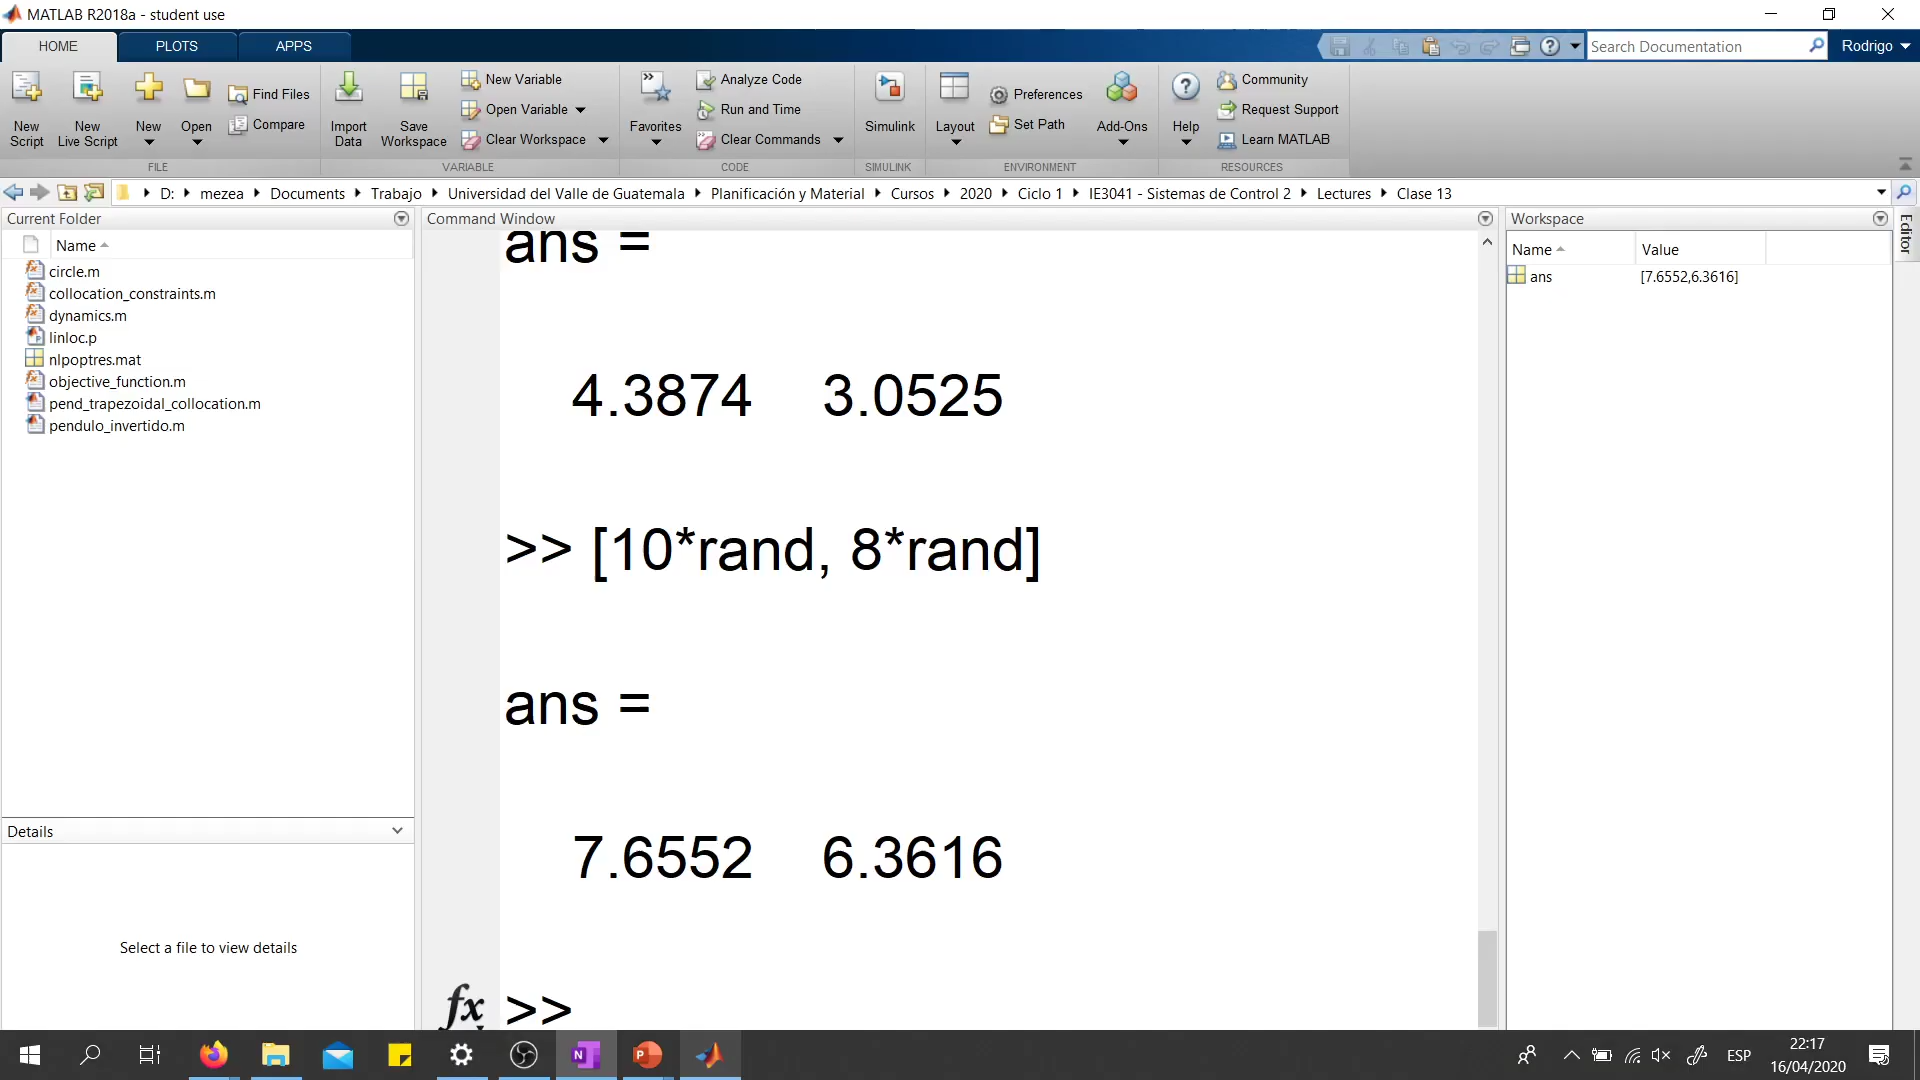 MATLAB R2018a - student use
HOME PLOTS APPS
Search Documentation
Rodrigo
New Script
New Live Script
New
Open
Find Files
Compare
FILE
Import Data
Save Workspace
New Variable
Open Variable
Clear Workspace
VARIABLE
Favorites
Analyze Code
Run and Time
Clear Commands
CODE
Simulink
SIMULINK
Layout
Preferences
Set Path
Add-Ons
ENVIRONMENT
Help
Community
Request Support
Learn MATLAB
RESOURCES
D: mezea Documents Trabajo Universidad del Valle de Guatemala Planificación y Material Cursos 2020 Ciclo 1 IE3041 - Sistemas de Control 2 Lectures Clase 13
Current Folder
Name
circle.m
collocation_constraints.m
dynamics.m
linloc.p
nlpoptres.mat
objective_function.m
pend_trapezoidal_collocation.m
pendulo_invertido.m
Details
Select a file to view details
Command Window
ans =
4.3874 3.0525
>> [10*rand, 8*rand]
ans =
7.6552 6.3616
fx >>
Workspace
Name Value
ans [7.6552,6.3616]
Editor
ESP
22:17
16/04/2020